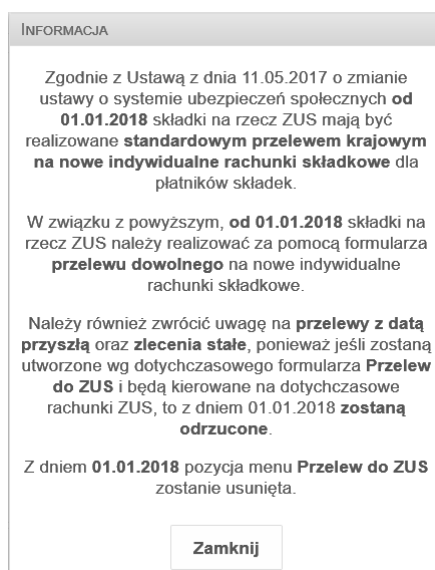 INFORMACJA
Zgodnie z Ustawą z dnia 11.05.2017 o zmianie
ustawy o systemie ubezpieczeń społecznych od
01.01.2018 składki na rzecz ZUS mają być
realizowane standardowym przelewem krajowym
na nowe indywidualne rachunki składkowe dla
płatników składek.
W związku z powyższym, od 01.01.2018 składki na
rzecz ZUS należy realizować za pomocą formularza
przelewu dowolnego na nowe indywidualne
rachunki składkowe.
Należy również zwrócić uwagę na przelewy z datą
przyszłą oraz zlecenia stałe, ponieważ jeśli zostaną
utworzone wg dotychczasowego formularza Przelew
do ZUS i będą kierowane na dotychczasowe
rachunki ZUS, to z dniem 01.01.2018 zostaną
odrzucone.
Z dniem 01.01.2018 pozycja menu Przelew do ZUS
zostanie usunięta.
Zamknij